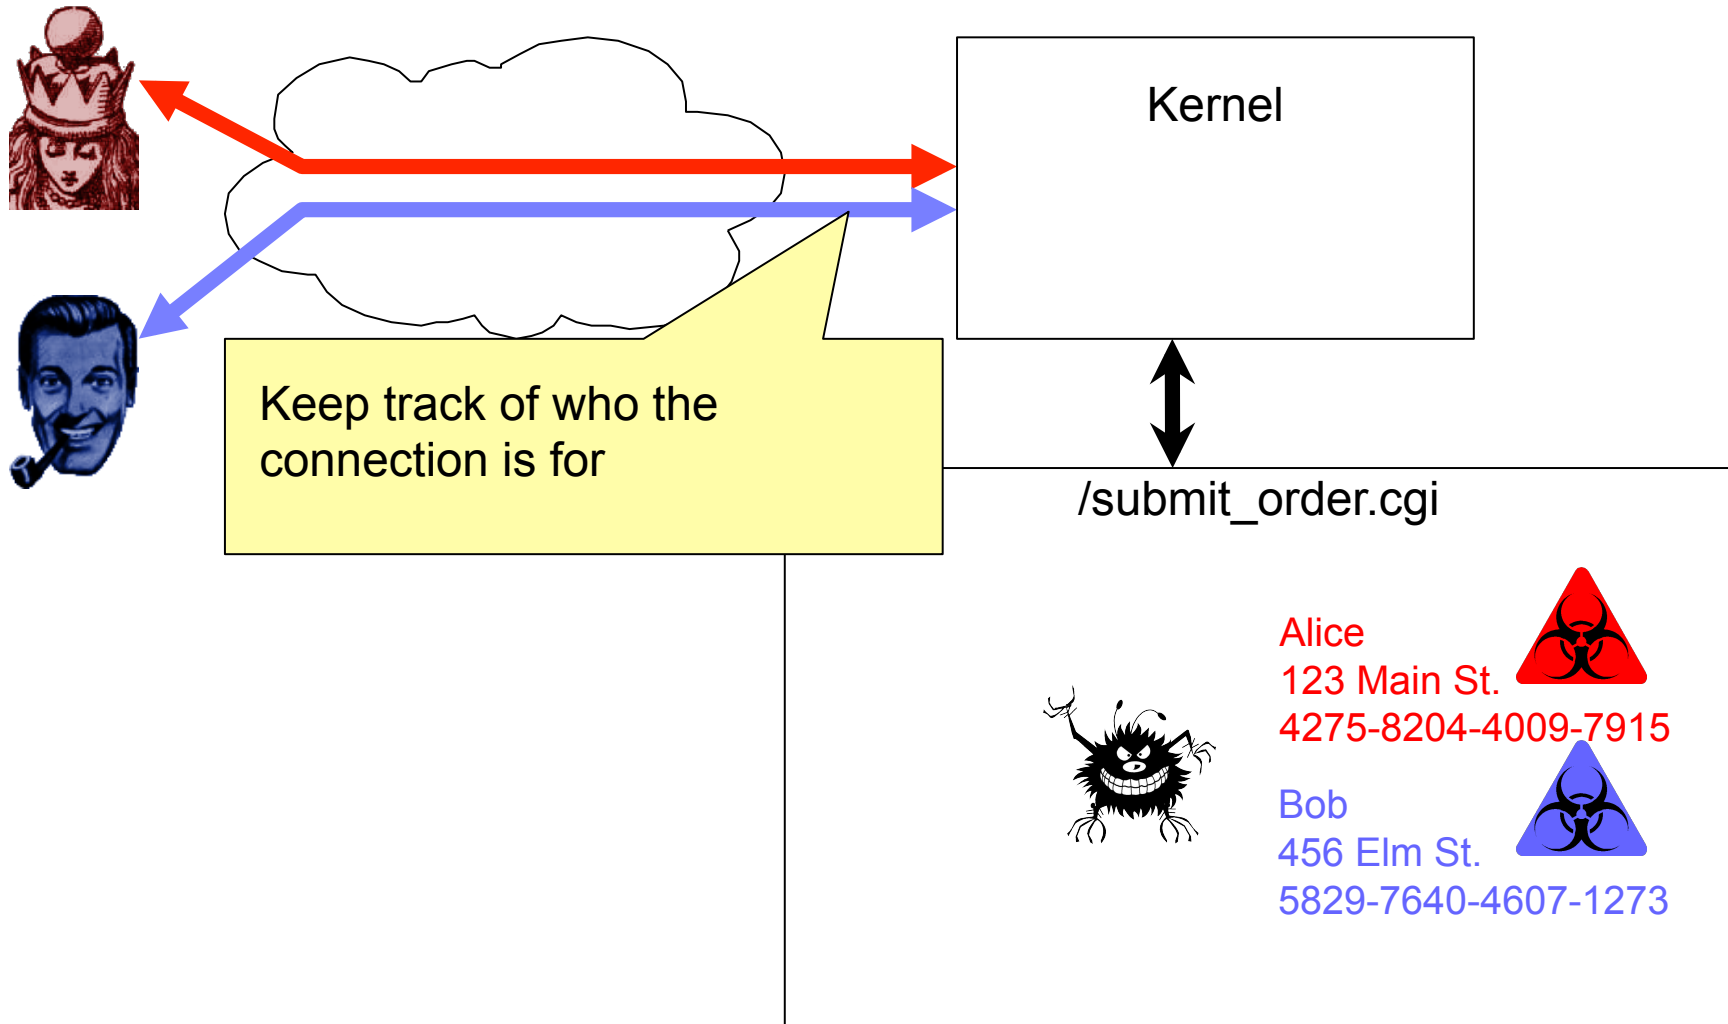 Kernel
Keep track of who the
connection is for
/submit_order.cgi
Alice
123 Main St.
4275-8204-4009-7915
Bob
456 Elm St.
5829-7640-4607-1273